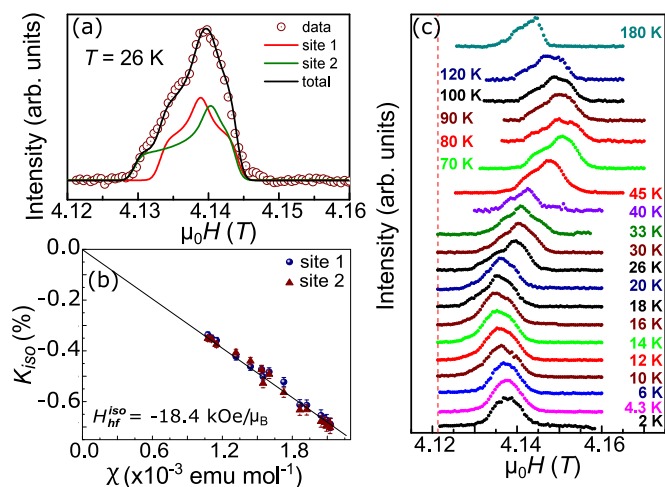 (a)
T = 26 K
data
site 1
site 2
total
Intensity (arb. units)
4.12 4.13 4.14 4.15 4.16
μ₀H (T)
(b)
site 1
site 2
0.0
-0.2
-0.4
-0.6
K_iso (%)
H_hf^iso = -18.4 kOe/μ_B
0.0 0.6 1.2 1.8
χ (x10⁻³ emu mol⁻¹)
(c)
Intensity (arb. units)
180 K
120 K
100 K
90 K
80 K
70 K
45 K
40 K
33 K
30 K
26 K
20 K
18 K
16 K
14 K
12 K
10 K
6 K
4.3 K
2 K
4.12 4.14 4.16
μ₀H (T)